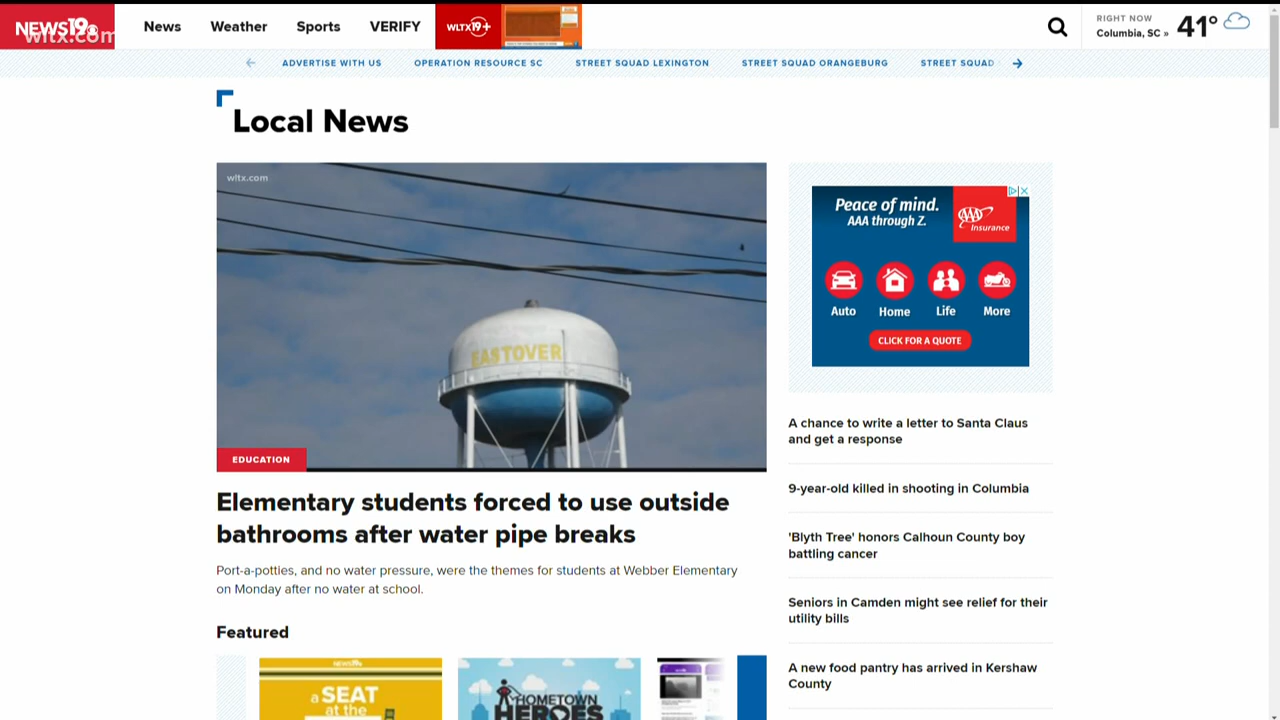 NEWS19
wltx.com
News
Weather
Sports
VERIFY
WLTX19+
RIGHT NOW
Columbia, SC »
41°
ADVERTISE WITH US
OPERATION RESOURCE SC
STREET SQUAD LEXINGTON
STREET SQUAD ORANGEBURG
STREET SQUAD
Local News
wltx.com
EASTOVER
EDUCATION
Elementary students forced to use outside
bathrooms after water pipe breaks
Port-a-potties, and no water pressure, were the themes for students at Webber Elementary
on Monday after no water at school.
Featured
NEWS19
a SEAT
at the
HOMETOWN
HEROES
Peace of mind.
AAA through Z.
AAA
Insurance
Auto
Home
Life
More
CLICK FOR A QUOTE
A chance to write a letter to Santa Claus
and get a response
9-year-old killed in shooting in Columbia
'Blyth Tree' honors Calhoun County boy
battling cancer
Seniors in Camden might see relief for their
utility bills
A new food pantry has arrived in Kershaw
County